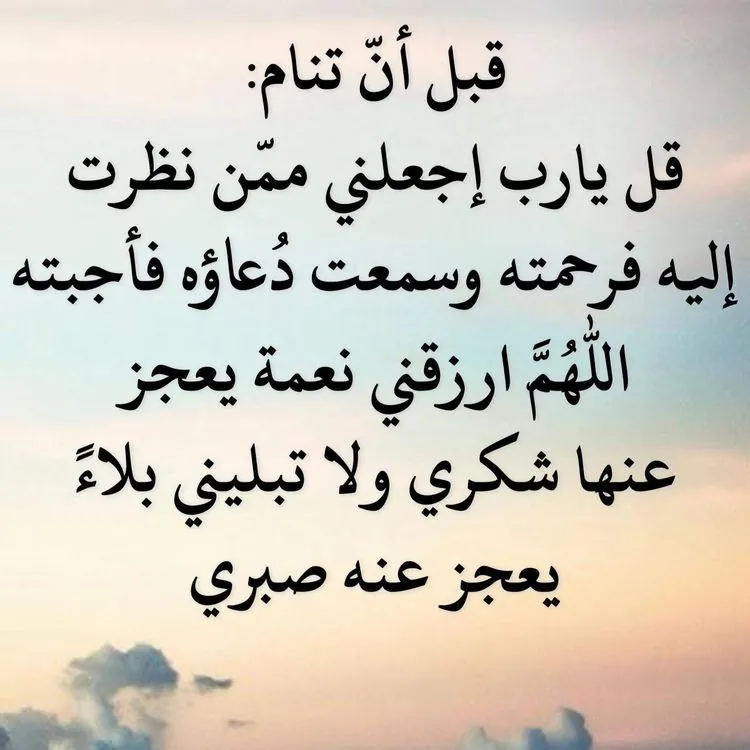 قبل أنّ تنام:
قل يارب إجعلني ممّن نظرت
إليه فرحمته وسمعت دُعاؤه فأجبته
اللّٰهُمَّ ارزقني نعمة يعجز
عنها شكري ولا تبليني بلاءً
يعجز عنه صبري